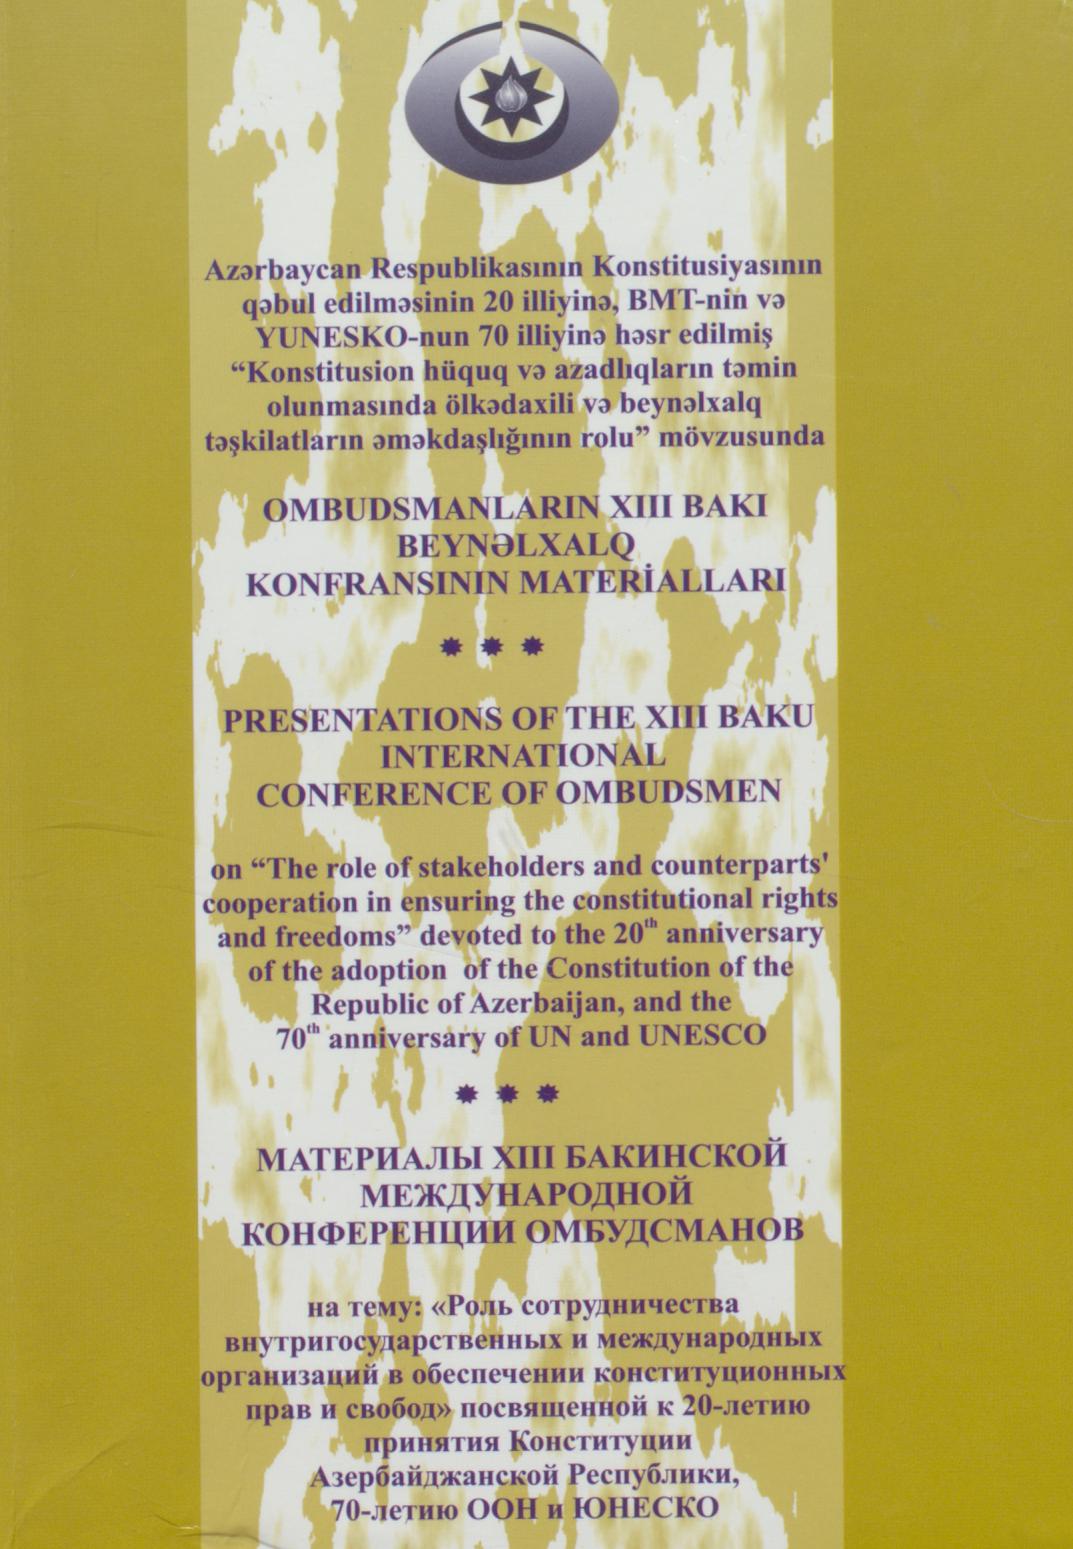 Azərbaycan Respublikasının Konstitusiyasının
qəbul edilməsinin 20 illiyinə, BMT-nin və
YUNESKO-nun 70 illiyinə həsr edilmiş
“Konstitusion hüquq və azadlıqların təmin
olunmasında ölkədaxili və beynəlxalq
təşkilatların əməkdaşlığının rolu” mövzusunda
OMBUDSMANLARIN XIII BAKI
BEYNƏLXALQ
KONFRANSININ MATERİALLARI
PRESENTATIONS OF THE XIII BAKU
INTERNATIONAL
CONFERENCE OF OMBUDSMEN
on “The role of stakeholders and counterparts'
cooperation in ensuring the constitutional rights
and freedoms” devoted to the 20th anniversary
of the adoption of the Constitution of the
Republic of Azerbaijan, and the
70th anniversary of UN and UNESCO
МАТЕРИАЛЫ XIII БАКИНСКОЙ
МЕЖДУНАРОДНОЙ
КОНФЕРЕНЦИИ ОМБУДСМАНОВ
на тему: «Роль сотрудничества
внутригосударственных и международных
организаций в обеспечении конституционных
прав и свобод» посвященной к 20-летию
принятия Конституции
Азербайджанской Республики,
70-летию ООН и ЮНЕСКО